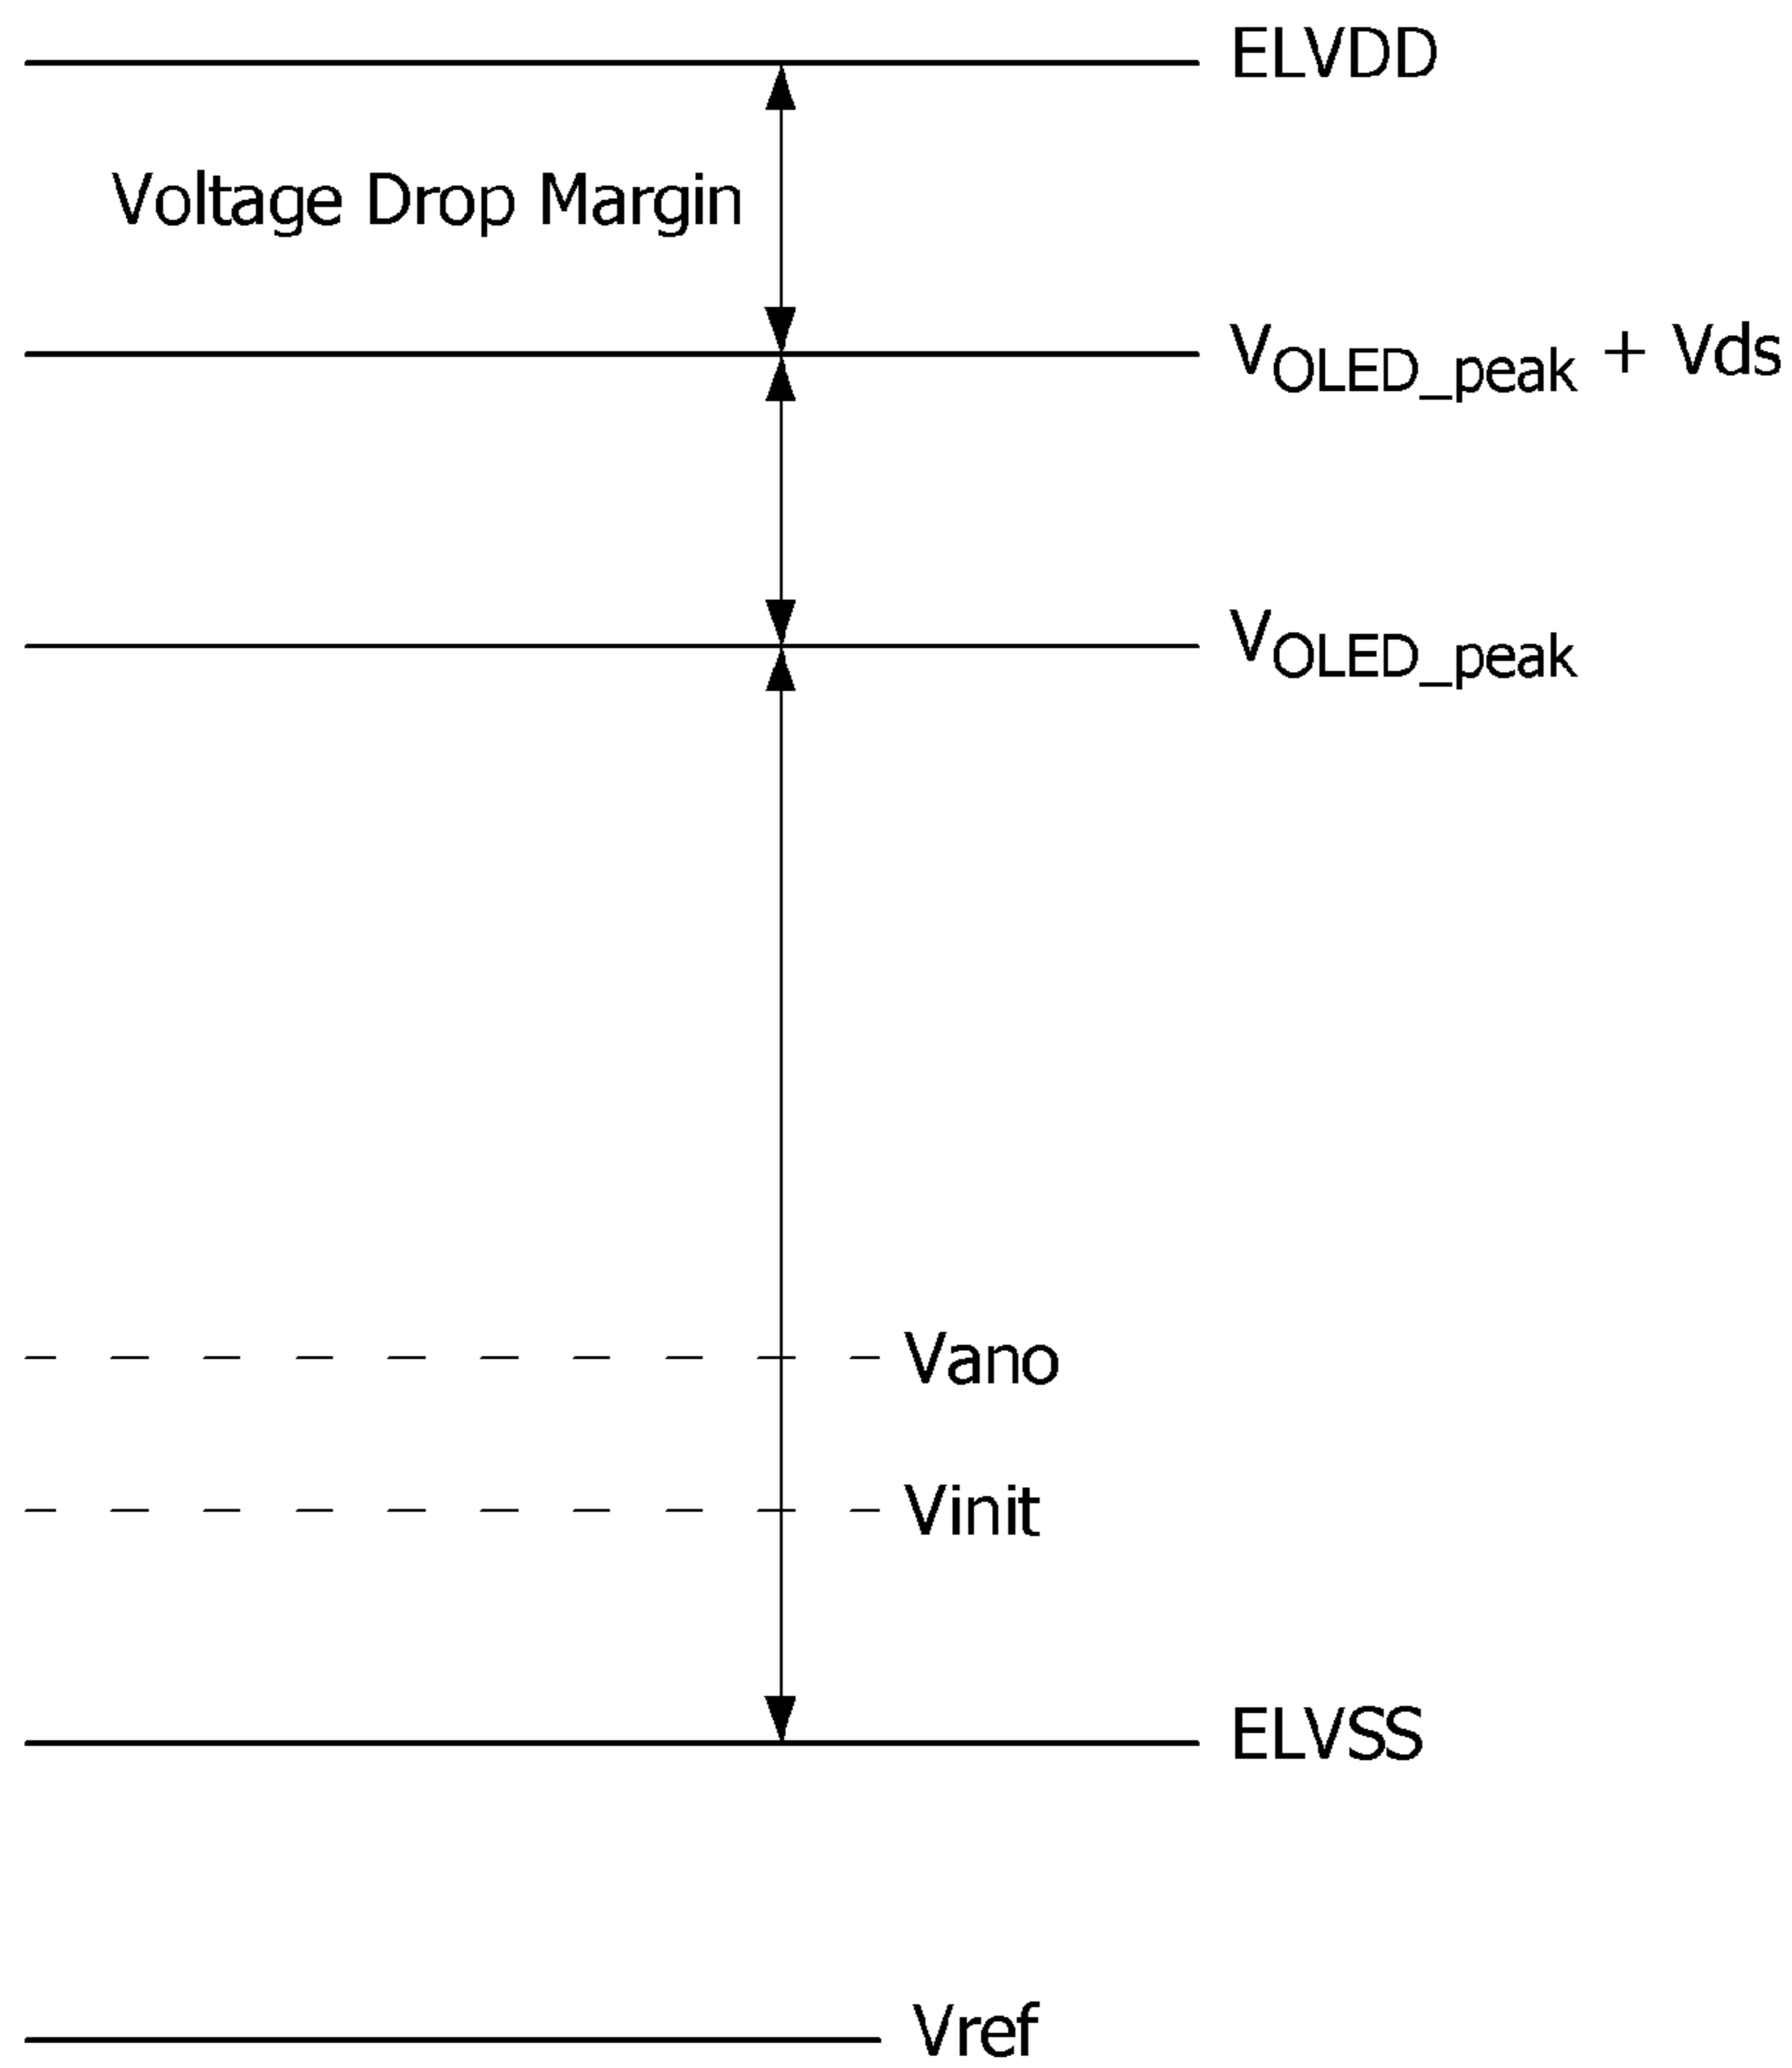 ELVDD
Voltage Drop Margin
VOLED_peak + Vds
VOLED_peak
Vano
Vinit
ELVSS
Vref